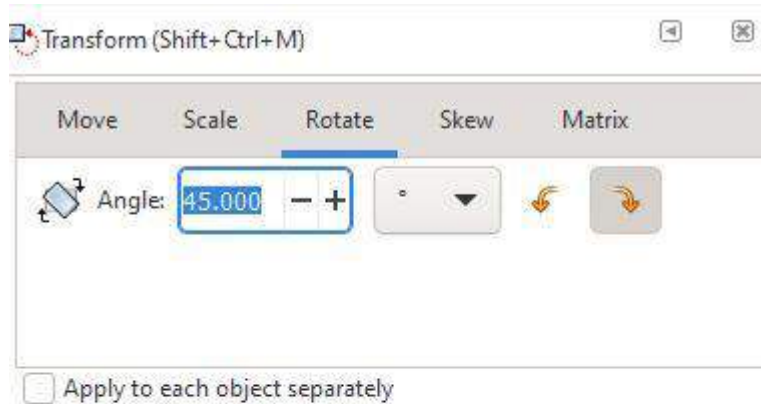 Transform (Shift+Ctrl+M)
Move Scale Rotate Skew Matrix
Angle: 45.000 − + °
Apply to each object separately